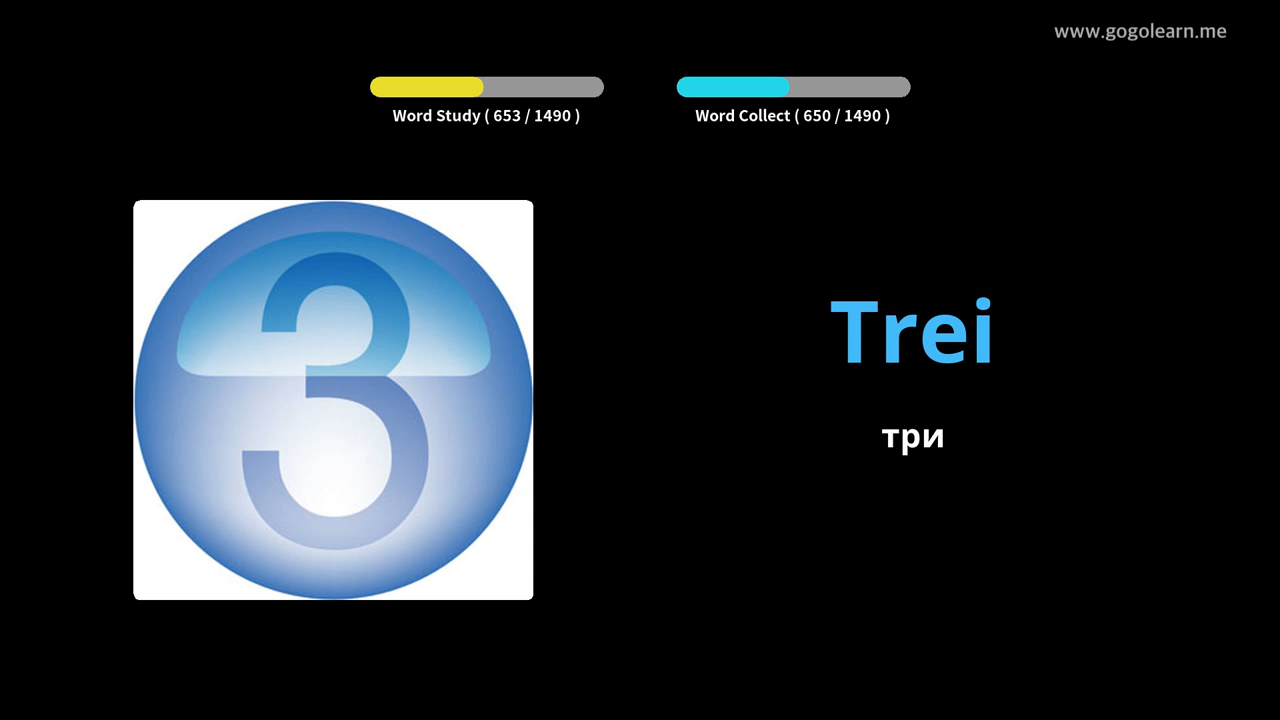 www.gogolearn.me
Word Study ( 653 / 1490 )
Word Collect ( 650 / 1490 )
3
Trei
три